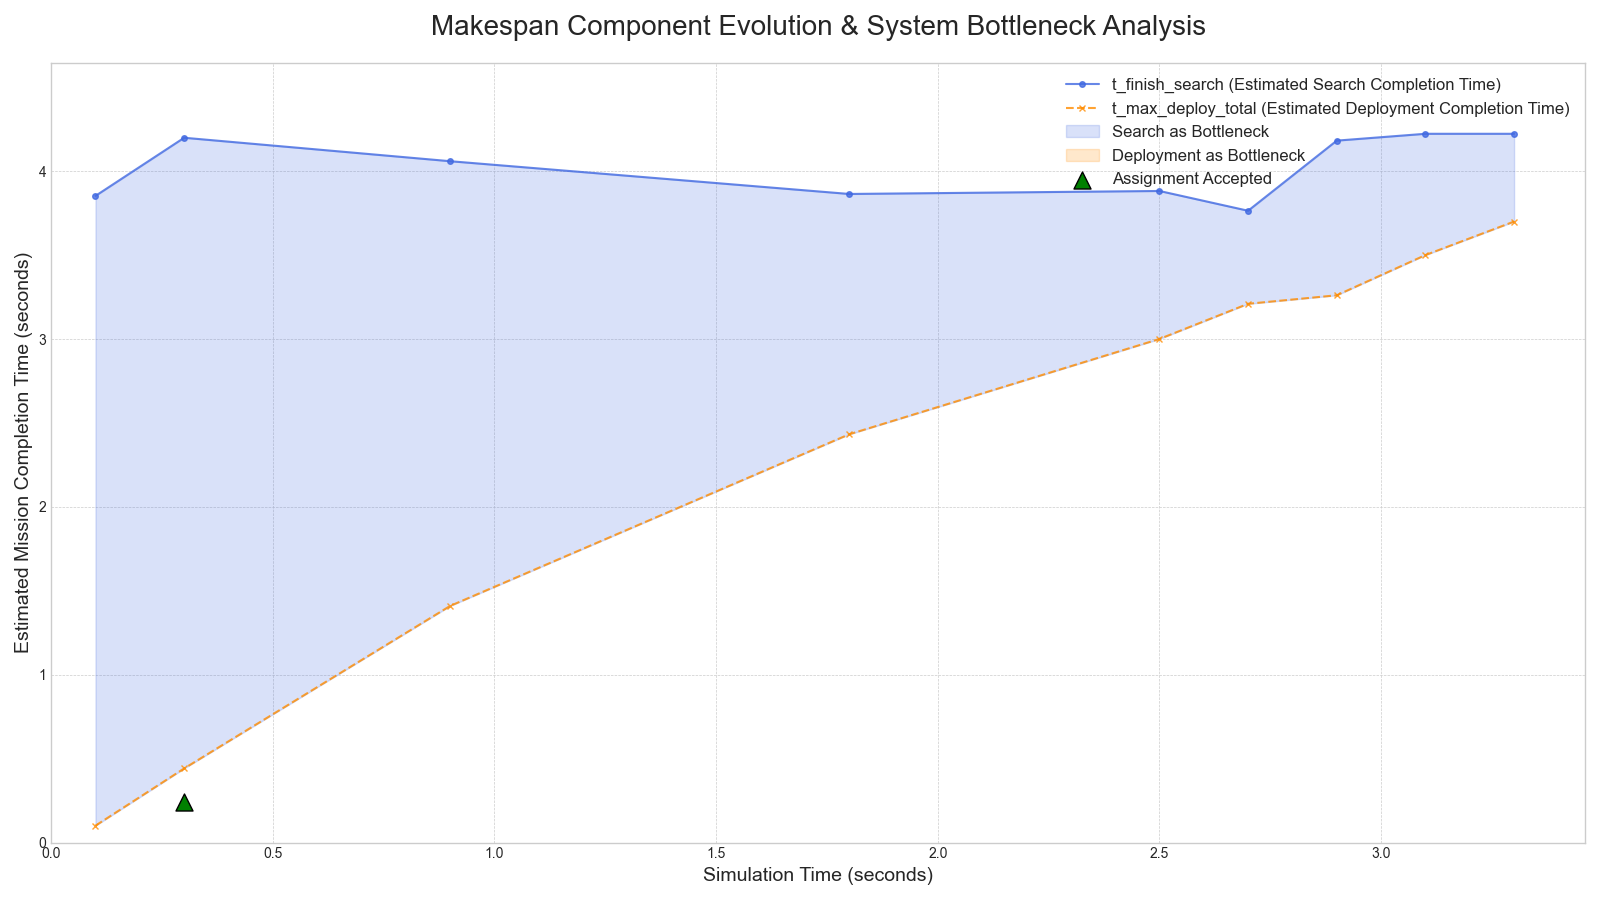 Makespan Component Evolution & System Bottleneck Analysis
t_finish_search (Estimated Search Completion Time)
t_max_deploy_total (Estimated Deployment Completion Time)
Search as Bottleneck
Deployment as Bottleneck
Assignment Accepted
Estimated Mission Completion Time (seconds)
4
3
2
1
0
0.0 0.5 1.0 1.5 2.0 2.5 3.0
Simulation Time (seconds)